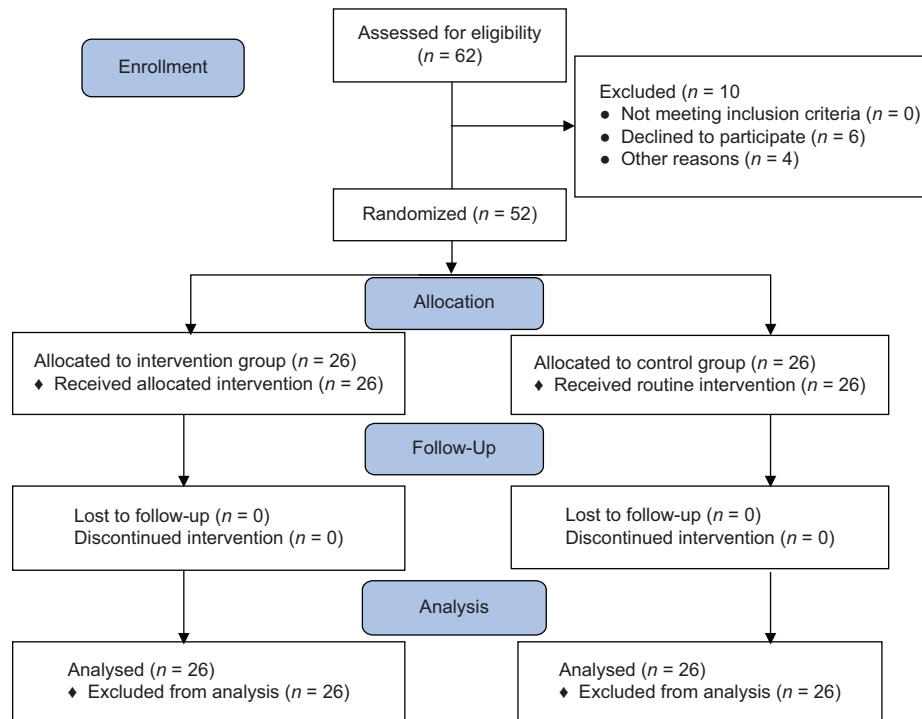 Assessed for eligibility
(n = 62)
Enrollment
Excluded (n = 10
● Not meeting inclusion criteria (n = 0)
● Declined to participate (n = 6)
● Other reasons (n = 4)
Randomized (n = 52)
Allocation
Allocated to intervention group (n = 26)
♦ Received allocated intervention (n = 26)
Allocated to control group (n = 26)
♦ Received routine intervention (n = 26)
Follow-Up
Lost to follow-up (n = 0)
Discontinued intervention (n = 0)
Lost to follow-up (n = 0)
Discontinued intervention (n = 0)
Analysis
Analysed (n = 26)
♦ Excluded from analysis (n = 26)
Analysed (n = 26)
♦ Excluded from analysis (n = 26)